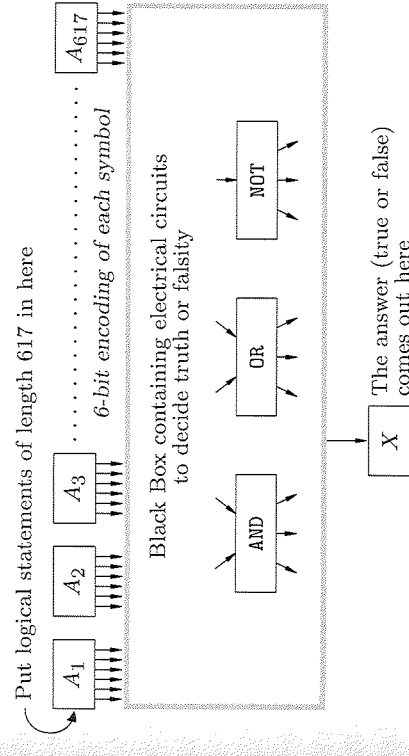 Put logical statements of length 617 in here
A1 A2 A3 . . . . . . . . . . . . . . . . . . . . . A617
6-bit encoding of each symbol
Black Box containing electrical circuits
to decide truth or falsity
AND OR NOT
X
The answer (true or false)
comes out here